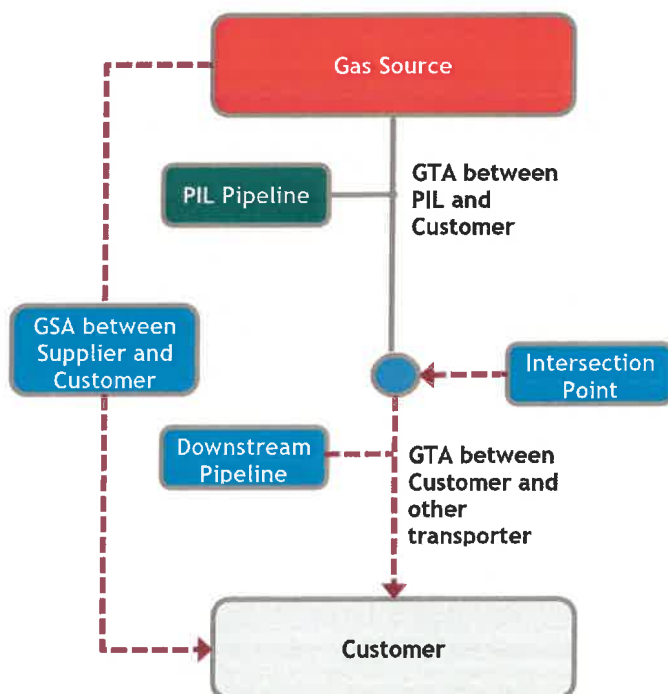 Gas Source
GTA between
PIL and
Customer
PIL Pipeline
GSA between
Supplier and
Customer
Intersection
Point
Downstream
Pipeline
GTA between
Customer and
other
transporter
Customer